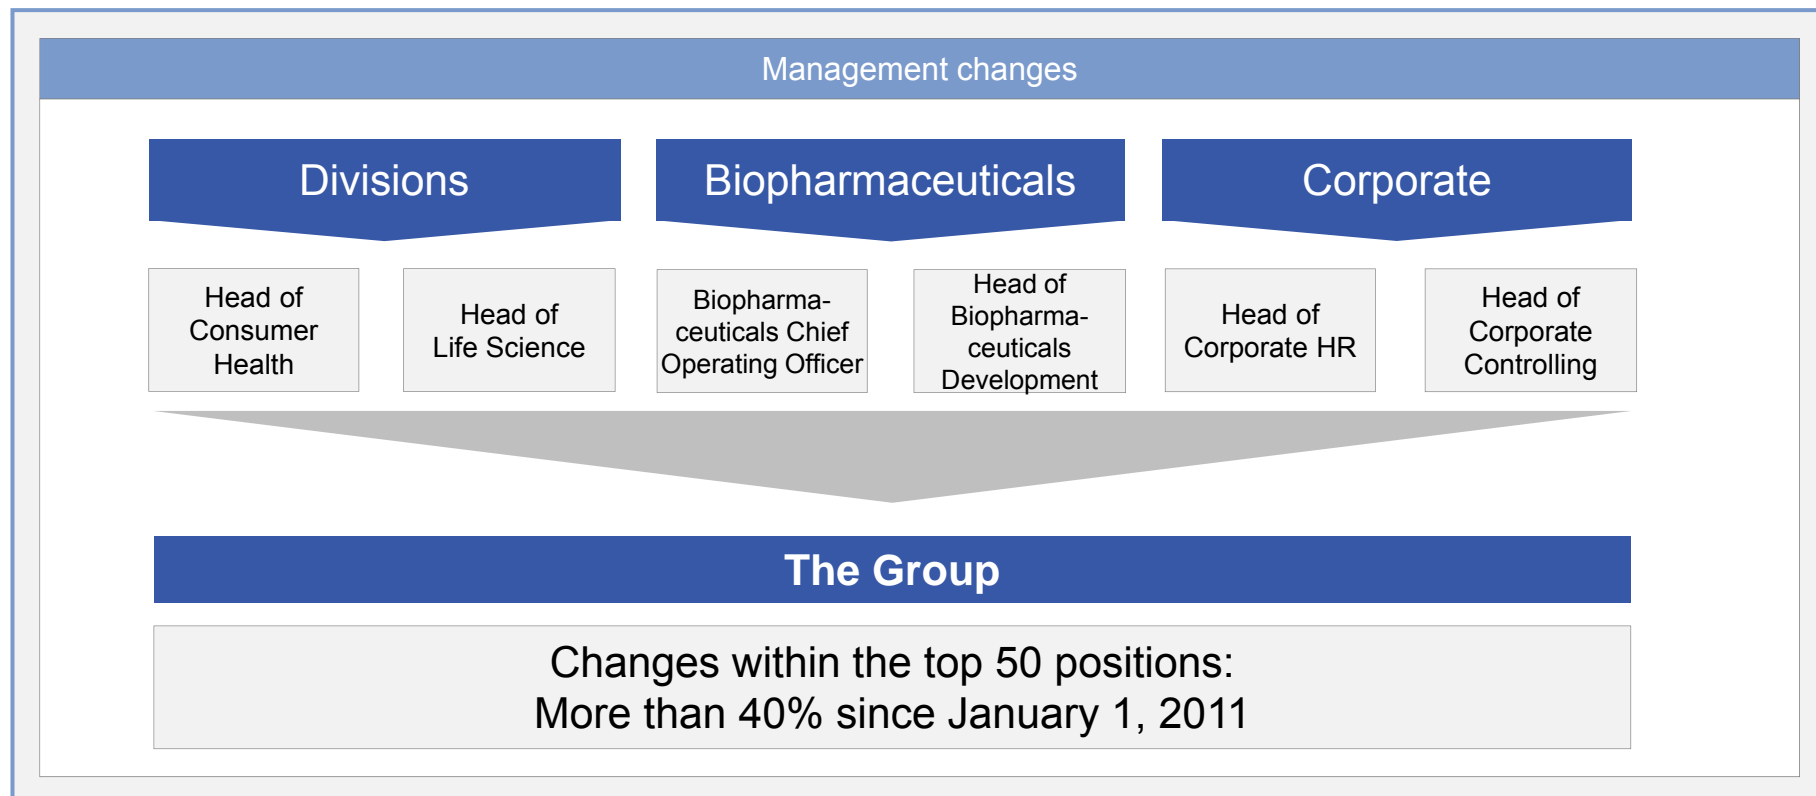 Management changes
Divisions
Biopharmaceuticals
Corporate
Head of
Consumer
Health
Head of
Life Science
Biopharma-
ceuticals Chief
Operating Officer
Head of
Biopharma-
ceuticals
Development
Head of
Corporate HR
Head of
Corporate
Controlling
The Group
Changes within the top 50 positions:
More than 40% since January 1, 2011